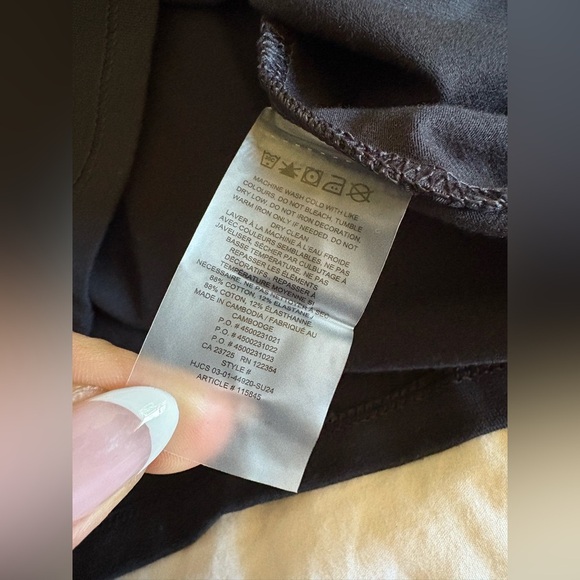 MACHINE WASH COLD WITH LIKE
COLOURS, DO NOT BLEACH, TUMBLE
DRY LOW, DO NOT IRON DECORATION,
WARM IRON ONLY IF NEEDED, DO NOT
DRY CLEAN
LAVER À LA MACHINE À L'EAU FROIDE
AVEC COULEURS SEMBLABLES NE PAS
JAVELISER, SÉCHER PAR CULBUTAGE À
BASSE TEMPÉRATURE, NE PAS
REPASSER LES ÉLÉMENTS
DÉCORATIFS, REPASSER À
TEMPÉRATURE MOYENNE SI
NÉCESSAIRE, NE PAS NETTOYER À SEC
88% COTTON, 12% ELASTANE /
88% COTON, 12% ÉLASTHANNE.
MADE IN CAMBODIA / FABRIQUÉ AU
CAMBODGE
P.O. # 4500231021
P.O. # 4500231022
P.O. # 4500231023
CA 23725 RN 122354
STYLE #
HJCS 03-01-44920-SU24
ARTICLE # 115845